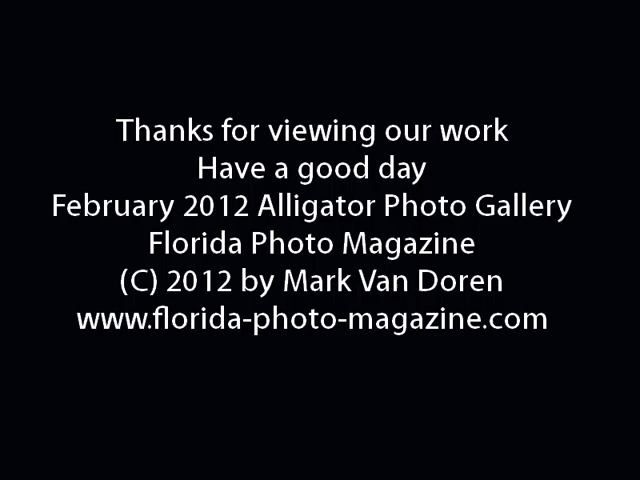 Thanks for viewing our work
Have a good day
February 2012 Alligator Photo Gallery
Florida Photo Magazine
(C) 2012 by Mark Van Doren
www.florida-photo-magazine.com